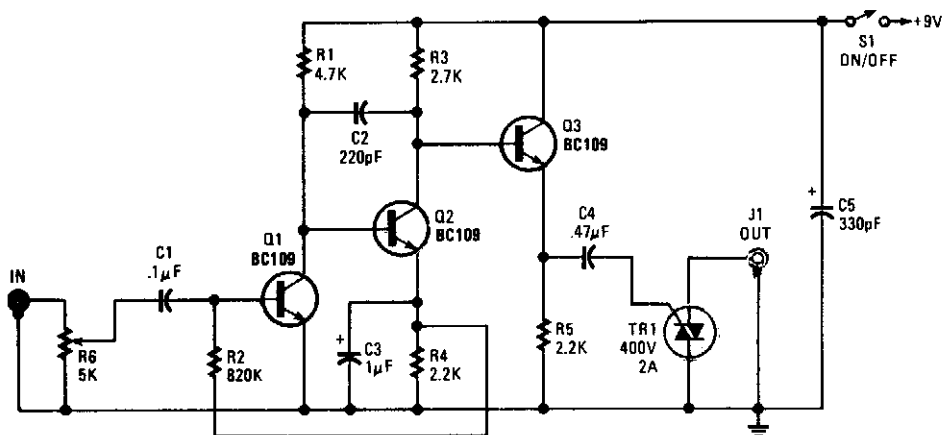 R1
4.7K
R3
2.7K
S1
ON/OFF
+9V
C2
220pF
Q3
BC109
Q2
BC109
Q1
BC109
C4
.47µF
J1
OUT
+
C5
330pF
IN
C1
.1µF
R6
5K
R2
820K
+
C3
1µF
R4
2.2K
R5
2.2K
TR1
400V
2A